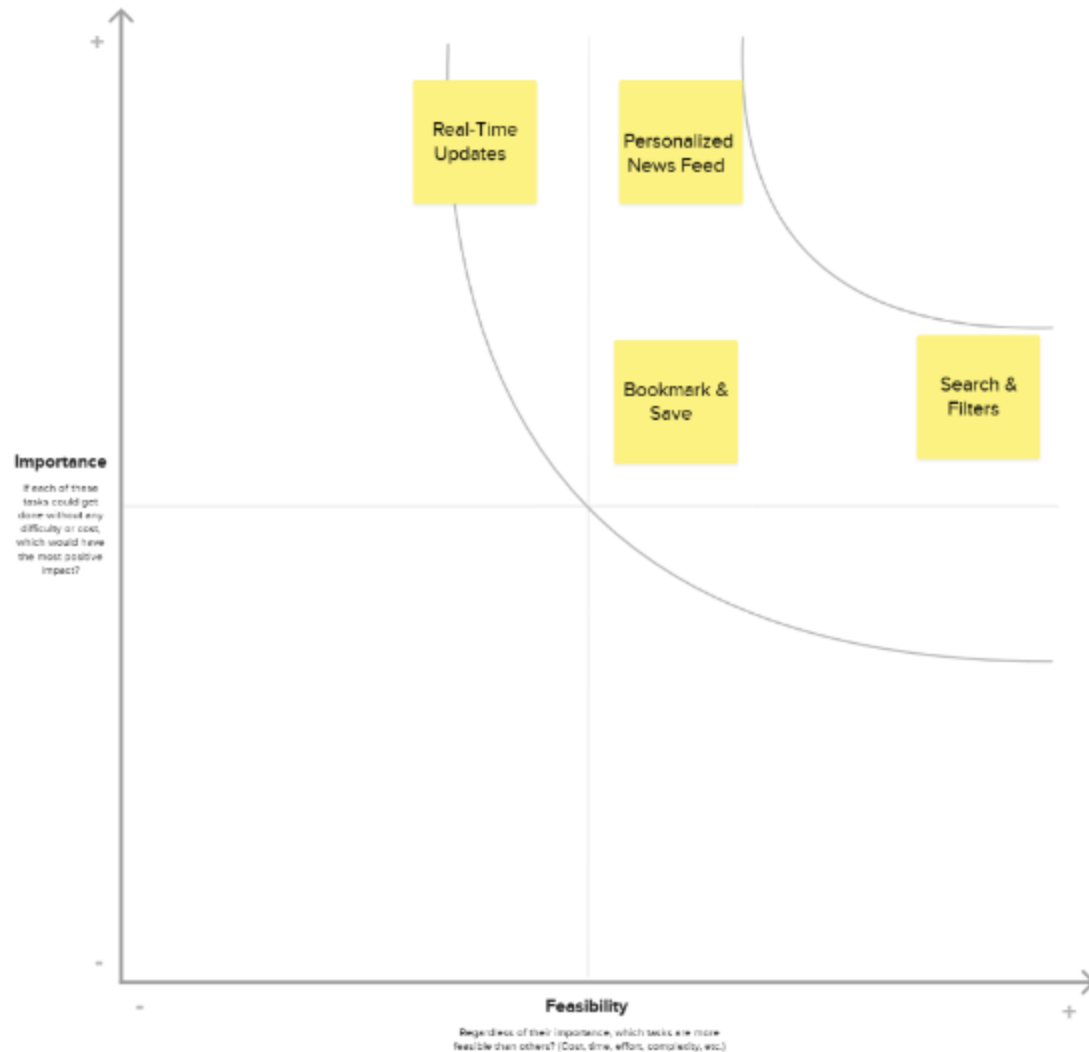 +
Real-Time
Updates
Personalized
News Feed
Bookmark &
Save
Search &
Filters
Importance
If each of these
tasks could get
done without any
difficulty or cost,
which would have
the most positive
impact?
-
-
Feasibility
+
Regardless of their importance, which tasks are more
feasible than others? (Cost, time, effort, complexity, etc.)